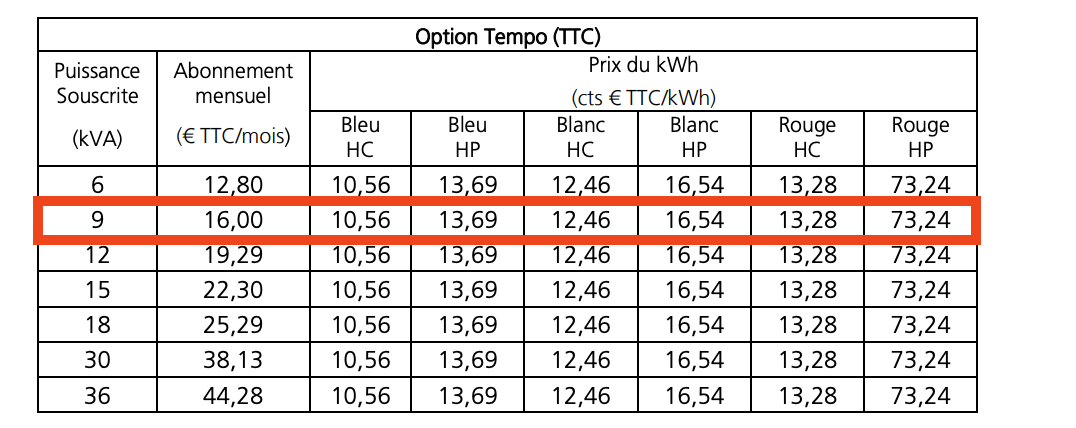 Option Tempo (TTC)
Puissance Souscrite (kVA) Abonnement mensuel (€ TTC/mois) Prix du kWh (cts € TTC/kWh)
Bleu HC Bleu HP Blanc HC Blanc HP Rouge HC Rouge HP
6 12,80 10,56 13,69 12,46 16,54 13,28 73,24
9 16,00 10,56 13,69 12,46 16,54 13,28 73,24
12 19,29 10,56 13,69 12,46 16,54 13,28 73,24
15 22,30 10,56 13,69 12,46 16,54 13,28 73,24
18 25,29 10,56 13,69 12,46 16,54 13,28 73,24
30 38,13 10,56 13,69 12,46 16,54 13,28 73,24
36 44,28 10,56 13,69 12,46 16,54 13,28 73,24